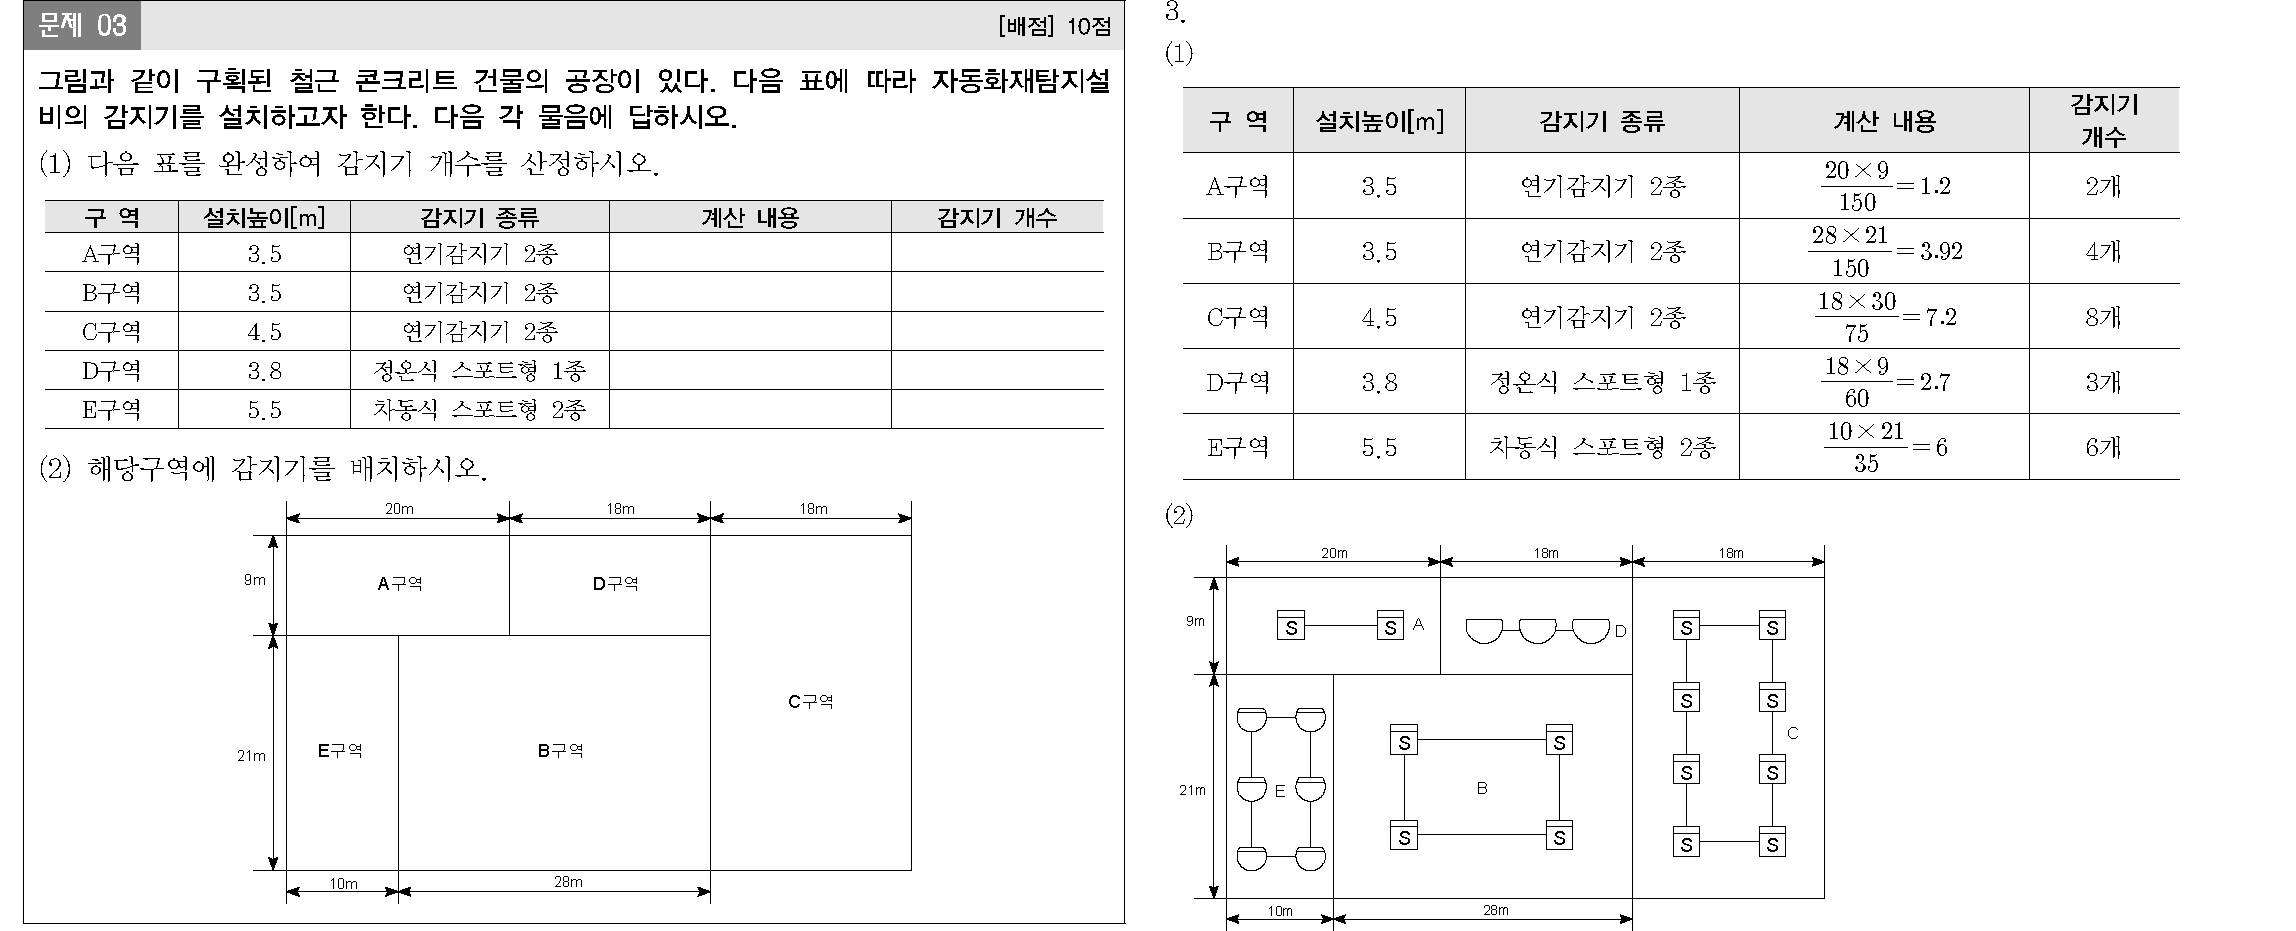 문제 03
[배점] 10점
그림과 같이 구획된 철근 콘크리트 건물의 공장이 있다. 다음 표에 따라 자동화재탐지설
비의 감지기를 설치하고자 한다. 다음 각 물음에 답하시오.
(1) 다음 표를 완성하여 감지기 개수를 산정하시오.
구 역 설치높이[m] 감지기 종류 계산 내용 감지기 개수
A구역 3.5 연기감지기 2종
B구역 3.5 연기감지기 2종
C구역 4.5 연기감지기 2종
D구역 3.8 정온식 스포트형 1종
E구역 5.5 차동식 스포트형 2종
(2) 해당구역에 감지기를 배치하시오.
20m 18m 18m
9m
A구역 D구역
C구역
21m
E구역 B구역
10m 28m
3.
(1)
구 역 설치높이[m] 감지기 종류 계산 내용 감지기
개수
A구역 3.5 연기감지기 2종 20×9/150=1.2 2개
B구역 3.5 연기감지기 2종 28×21/150=3.92 4개
C구역 4.5 연기감지기 2종 18×30/75=7.2 8개
D구역 3.8 정온식 스포트형 1종 18×9/60=2.7 3개
E구역 5.5 차동식 스포트형 2종 10×21/35=6 6개
(2)
20m 18m 18m
9m
S S A D S S
S S
C
21m
E B S S S S
S S S S
10m 28m